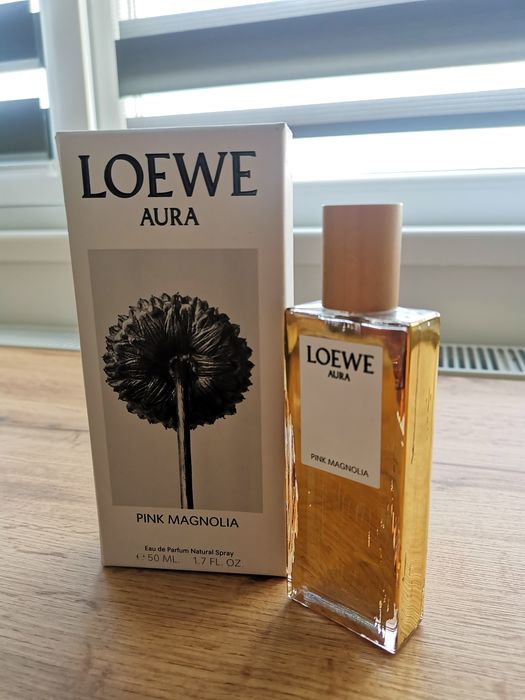 LOEWE
AURA
PINK MAGNOLIA
Eau de Parfum Natural Spray
℮ 50 ML. 1.7 FL. OZ.
LOEWE
AURA
PINK MAGNOLIA